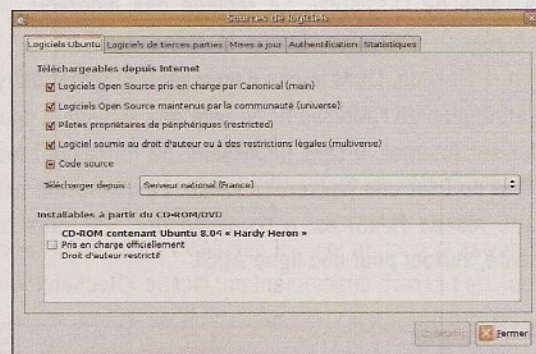 Sources de logiciels
Logiciels Ubuntu Logiciels de tierces parties Mises à jour Authentification Statistiques
Téléchargeables depuis Internet
Logiciels Open Source pris en charge par Canonical (main)
Logiciels Open Source maintenus par la communauté (universe)
Pilotes propriétaires de périphériques (restricted)
Logiciel soumis au droit d'auteur ou à des restrictions légales (multiverse)
Code source
Télécharger depuis : Serveur national (France)
Installables à partir du CD-ROM/DVD
CD-ROM contenant Ubuntu 8.04 « Hardy Heron »
Pris en charge officiellement
Droit d'auteur restrictif
Fermer